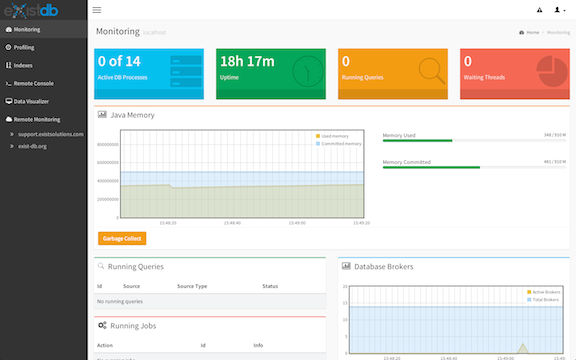 eXistdb
Monitoring
Profiling
Indexes
Remote Console
Data Visualizer
Remote Monitoring
support.existsolutions.com
exist-db.org
Monitoring localhost
Home Monitoring
0 of 14
Active DB Processes
18h 17m
Uptime
0
Running Queries
0
Waiting Threads
Java Memory
Used memory
Committed memory
800000000
600000000
400000000
200000000
0
15:48:20 15:48:40 15:49:00 15:49:20
Memory Used 348 / 910 M
Memory Committed
Garbage Collect
Running Queries
Id Source Source Type Status
No running queries
Running Jobs
Action Id Info
Database Brokers
Active Brokers
Total Brokers
20
15
10
5
0
15:48:20 15:48:40 15:49:00